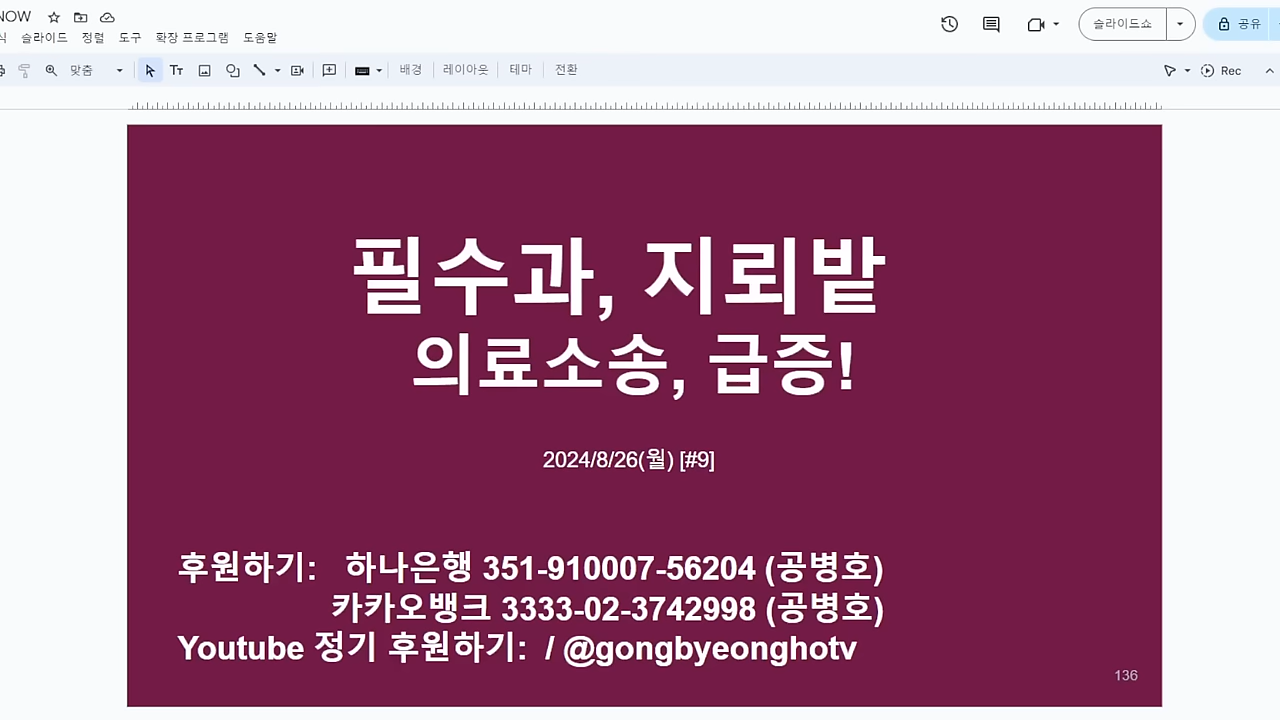 NOW
식 슬라이드 정렬 도구 확장 프로그램 도움말
슬라이드쇼
공유
맞춤
배경
레이아웃
테마
전환
Rec
필수과, 지뢰밭
의료소송, 급증!
2024/8/26(월) [#9]
후원하기: 하나은행 351-910007-56204 (공병호)
카카오뱅크 3333-02-3742998 (공병호)
Youtube 정기 후원하기: / @gongbyeonghotv
136